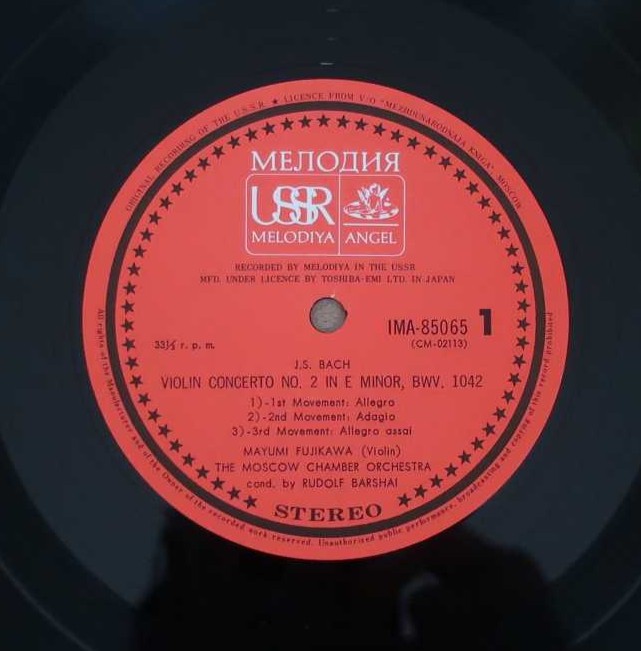 ORIGINAL RECORDING OF THE U.S.S.R. ★ LICENCE FROM V/O "MEZHDUNARODNAJA KNIGA" MOSCOW
МЕЛОДИЯ
USSR
MELODIYA ANGEL
RECORDED BY MELODIYA IN THE USSR
MFD. UNDER LICENCE BY TOSHIBA-EMI LTD. IN JAPAN
IMA-85065 1
33⅓ r. p. m. (CM-02113)
J.S. BACH
VIOLIN CONCERTO NO. 2 IN E MINOR, BWV. 1042
1)-1st Movement: Allegro
2)-2nd Movement: Adagio
3)-3rd Movement: Allegro assai
MAYUMI FUJIKAWA (Violin)
THE MOSCOW CHAMBER ORCHESTRA
cond. by RUDOLF BARSHAI
STEREO
All rights of the Manufacturer and of the Owner of the recorded work reserved. Unauthorized public performance, broadcasting and copying of this record prohibited